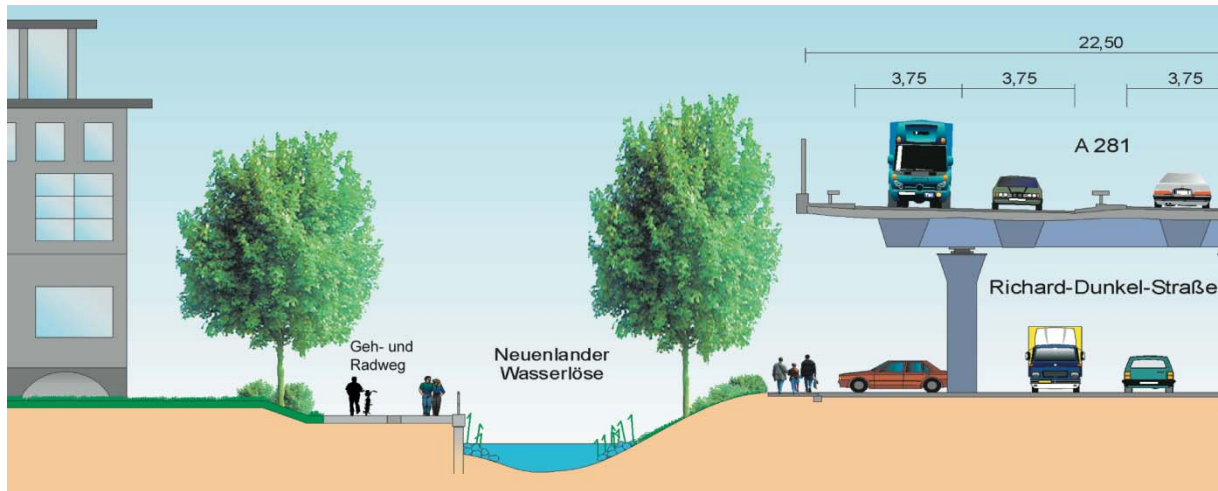 22,50
3,75
3,75
3,75
A 281
Richard-Dunkel-Straße
Geh- und
Radweg
Neuenlander
Wasserlöse